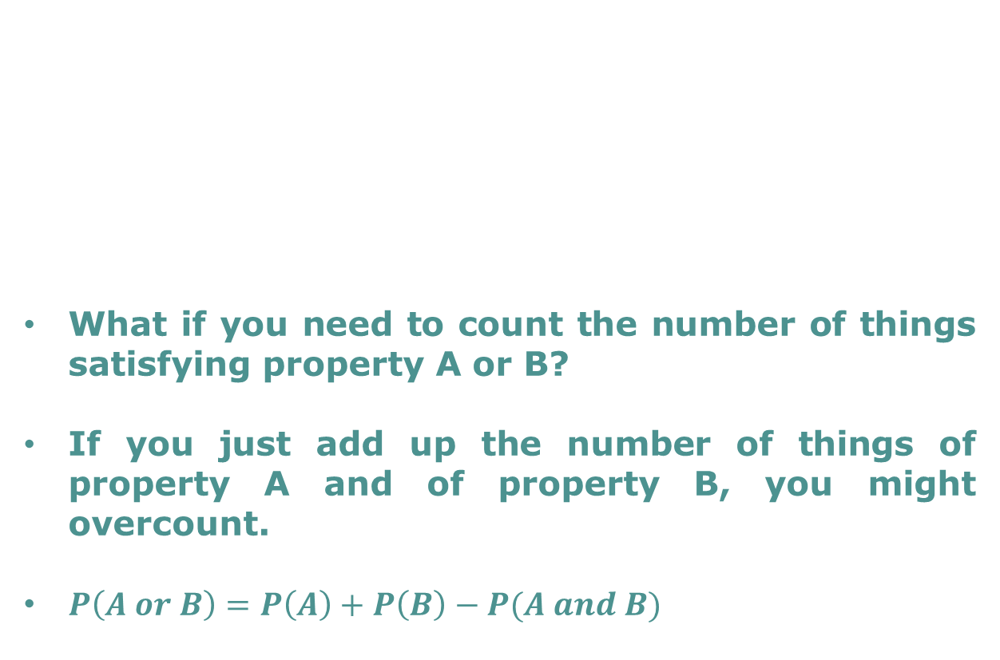 • What if you need to count the number of things
satisfying property A or B?
• If you just add up the number of things of
property A and of property B, you might
overcount.
• P(A or B) = P(A) + P(B) − P(A and B)